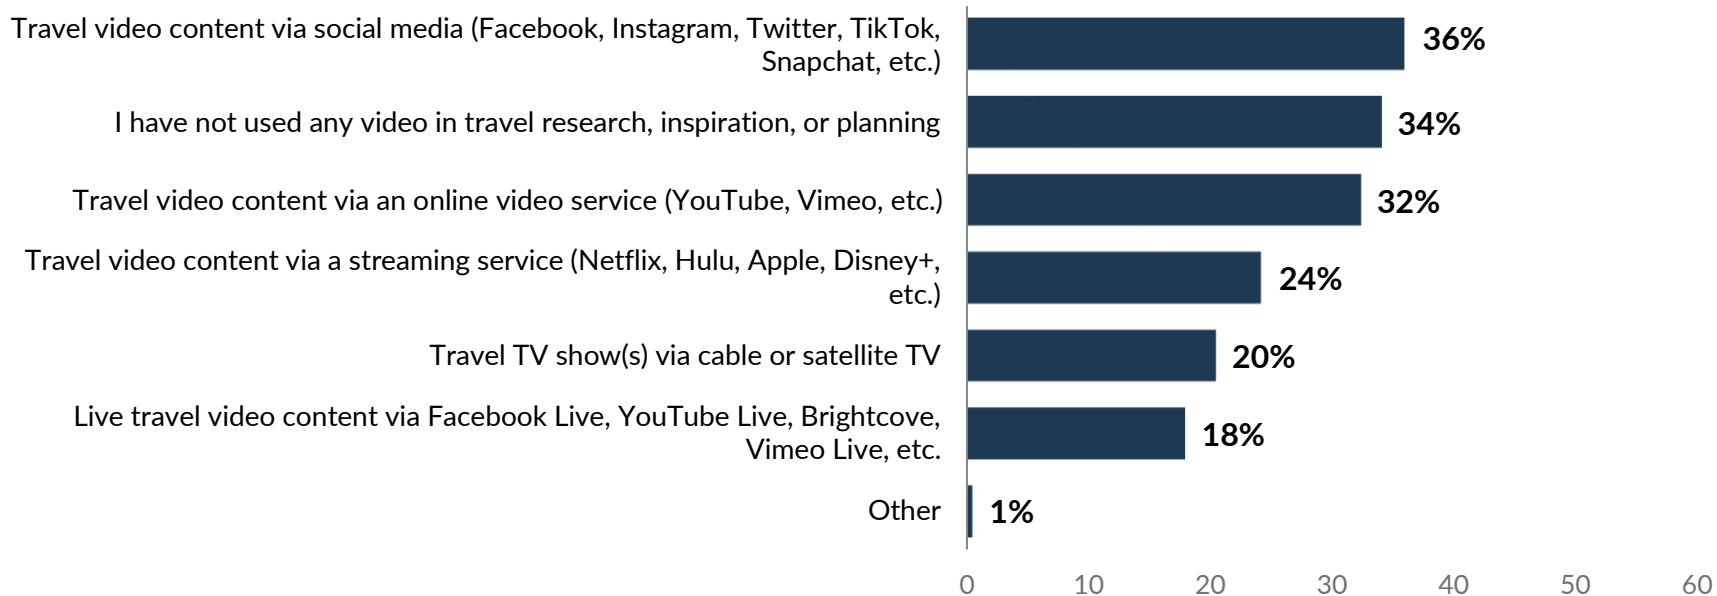 Travel video content via social media (Facebook, Instagram, Twitter, TikTok,
Snapchat, etc.)
36%
I have not used any video in travel research, inspiration, or planning
34%
Travel video content via an online video service (YouTube, Vimeo, etc.)
32%
Travel video content via a streaming service (Netflix, Hulu, Apple, Disney+,
etc.)
24%
Travel TV show(s) via cable or satellite TV
20%
Live travel video content via Facebook Live, YouTube Live, Brightcove,
Vimeo Live, etc.
18%
Other
1%
0 10 20 30 40 50 60